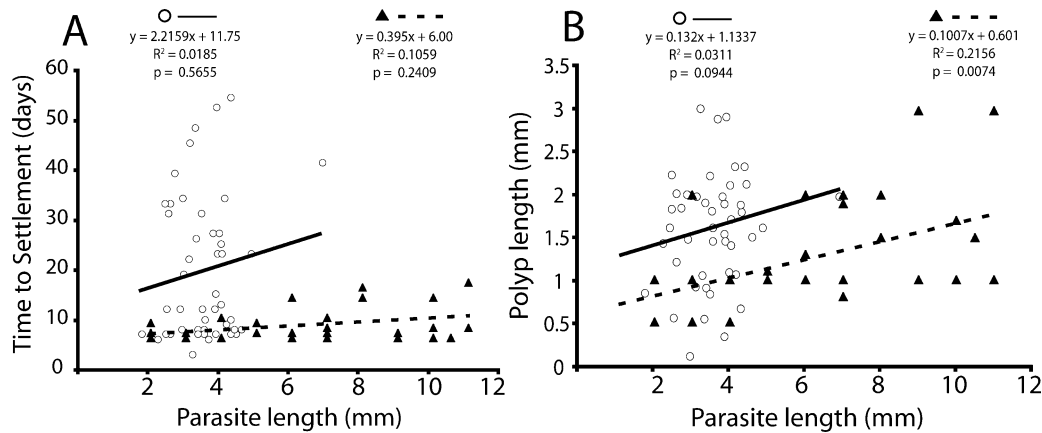 A
y = 2.2159x + 11.75
R² = 0.0185
p = 0.5655
y = 0.395x + 6.00
R² = 0.1059
p = 0.2409
Time to Settlement (days)
60
50
40
30
20
10
0
2 4 6 8 10 12
Parasite length (mm)
B
y = 0.132x + 1.1337
R² = 0.0311
p = 0.0944
y = 0.1007x + 0.601
R² = 0.2156
p = 0.0074
Polyp length (mm)
3.5
3
2.5
2
1.5
1
0.5
0
2 4 6 8 10 12
Parasite length (mm)